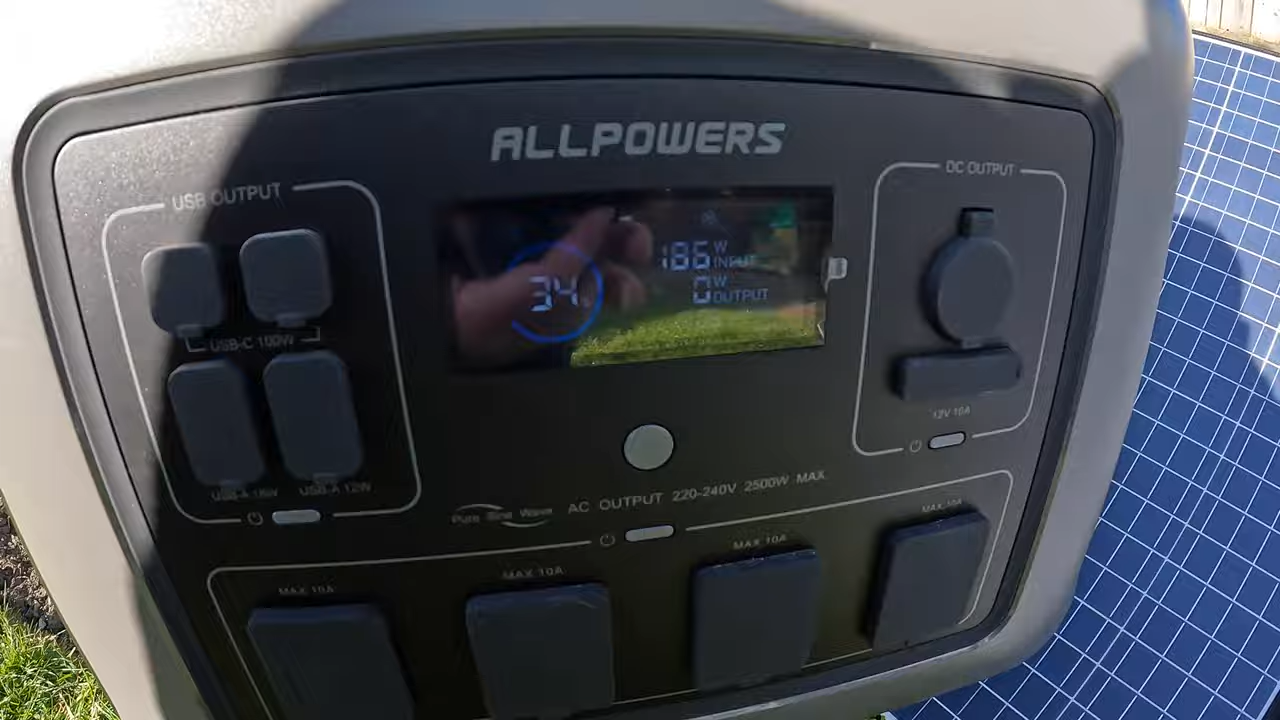 ALLPOWERS
USB OUTPUT
DC OUTPUT
186 W INPUT
34
0 W OUTPUT
USB-C 100W
12V 10A
USB-A 18W USB-A 12W
Pure Sine Wave AC OUTPUT 220-240V 2500W MAX
MAX 10A
MAX 10A
MAX 10A
MAX 10A